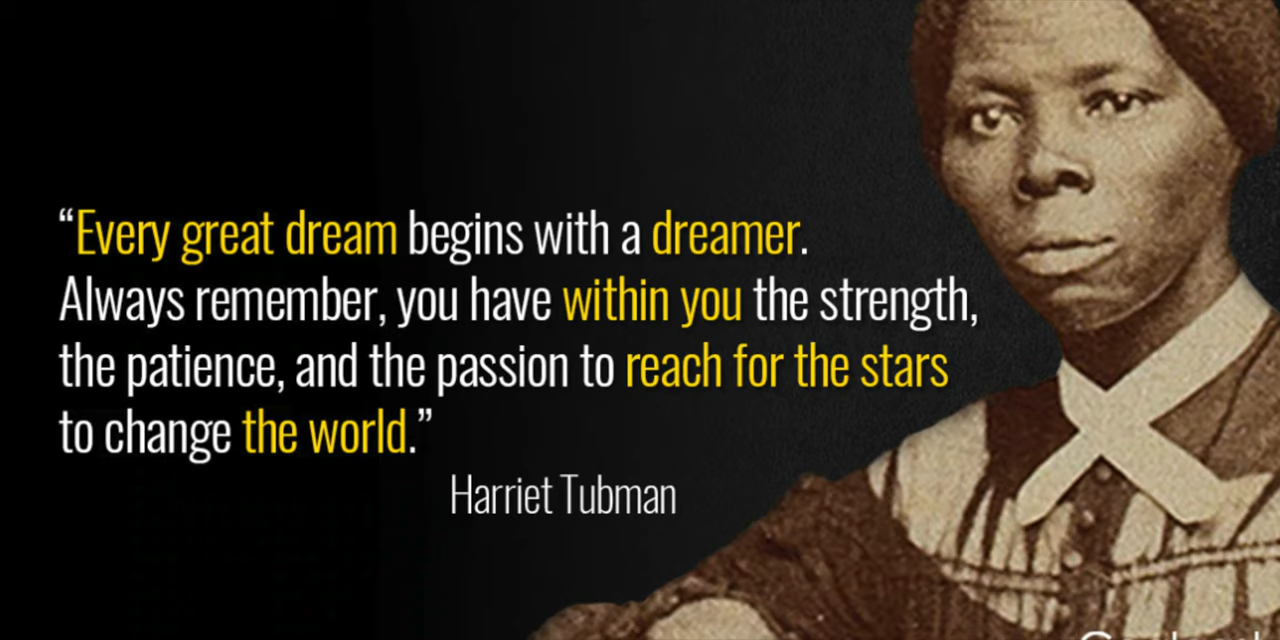 “Every great dream begins with a dreamer.
Always remember, you have within you the strength,
the patience, and the passion to reach for the stars
to change the world.”
Harriet Tubman